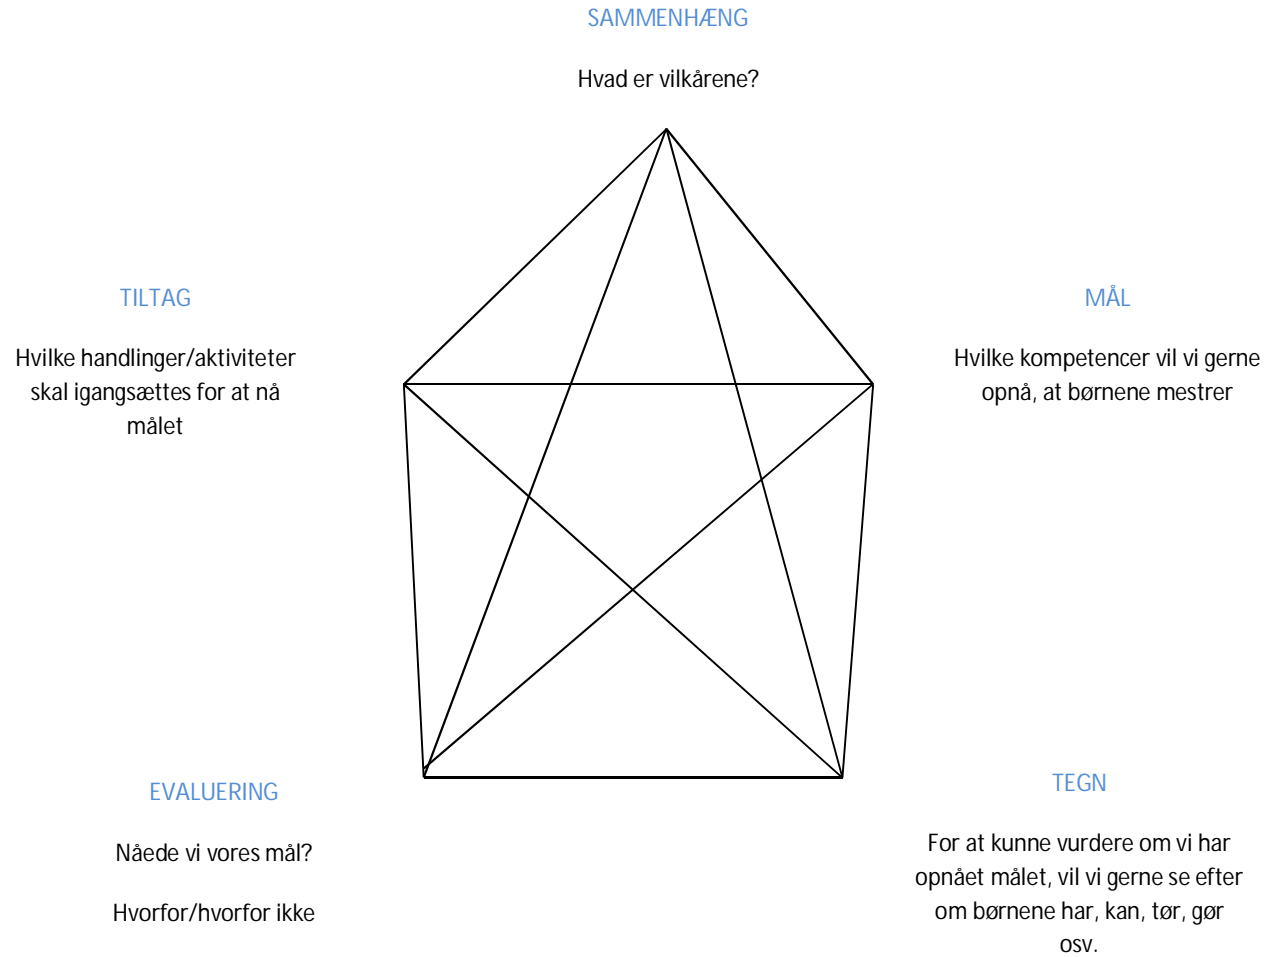 SAMMENHÆNG
Hvad er vilkårene?
TILTAG
Hvilke handlinger/aktiviteter
skal igangsættes for at nå
målet
MÅL
Hvilke kompetencer vil vi gerne
opnå, at børnene mestrer
EVALUERING
Nåede vi vores mål?
Hvorfor/hvorfor ikke
TEGN
For at kunne vurdere om vi har
opnået målet, vil vi gerne se efter
om børnene har, kan, tør, gør
osv.